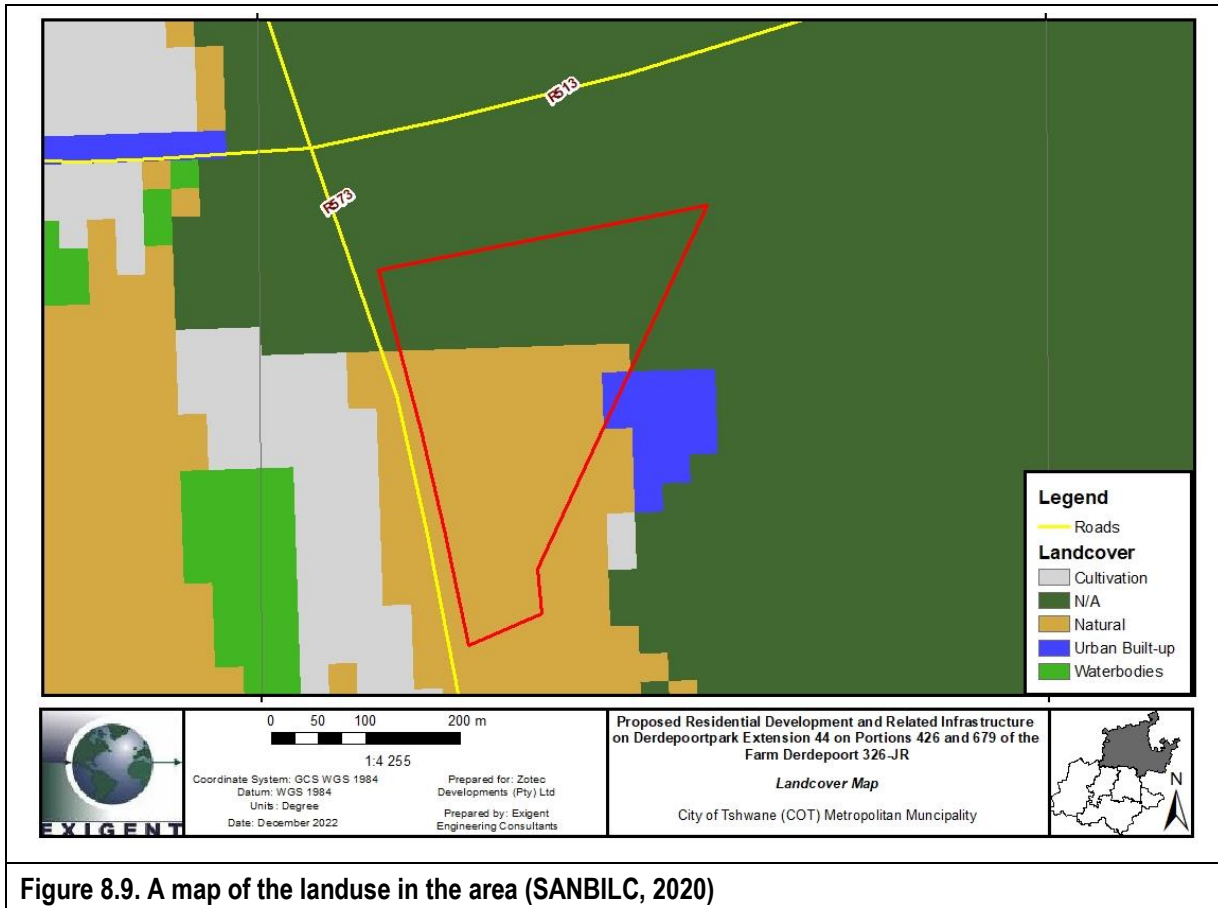 R513
R573
Legend
Roads
Landcover
Cultivation
N/A
Natural
Urban Built-up
Waterbodies
EXIGENT
0 50 100 200 m
1:4 255
Coordinate System: GCS WGS 1984
Datum: WGS 1984
Units: Degree
Date: December 2022
Prepared for: Zotec
Developments (Pty) Ltd
Prepared by: Exigent
Engineering Consultants
Proposed Residential Development and Related Infrastructure
on Derdepoortpark Extension 44 on Portions 426 and 679 of the
Farm Derdepoort 326-JR
Landcover Map
City of Tshwane (COT) Metropolitan Muncipality
N
Figure 8.9. A map of the landuse in the area (SANBILC, 2020)